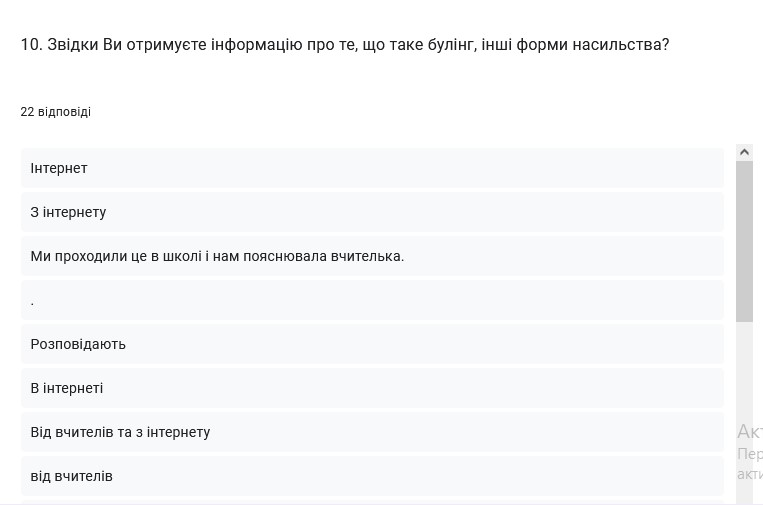 10. Звідки Ви отримуєте інформацію про те, що таке булінг, інші форми насильства?
22 відповіді
Інтернет
З інтернету
Ми проходили це в школі і нам пояснювала вчителька.
.
Розповідають
В інтернеті
Від вчителів та з інтернету
від вчителів